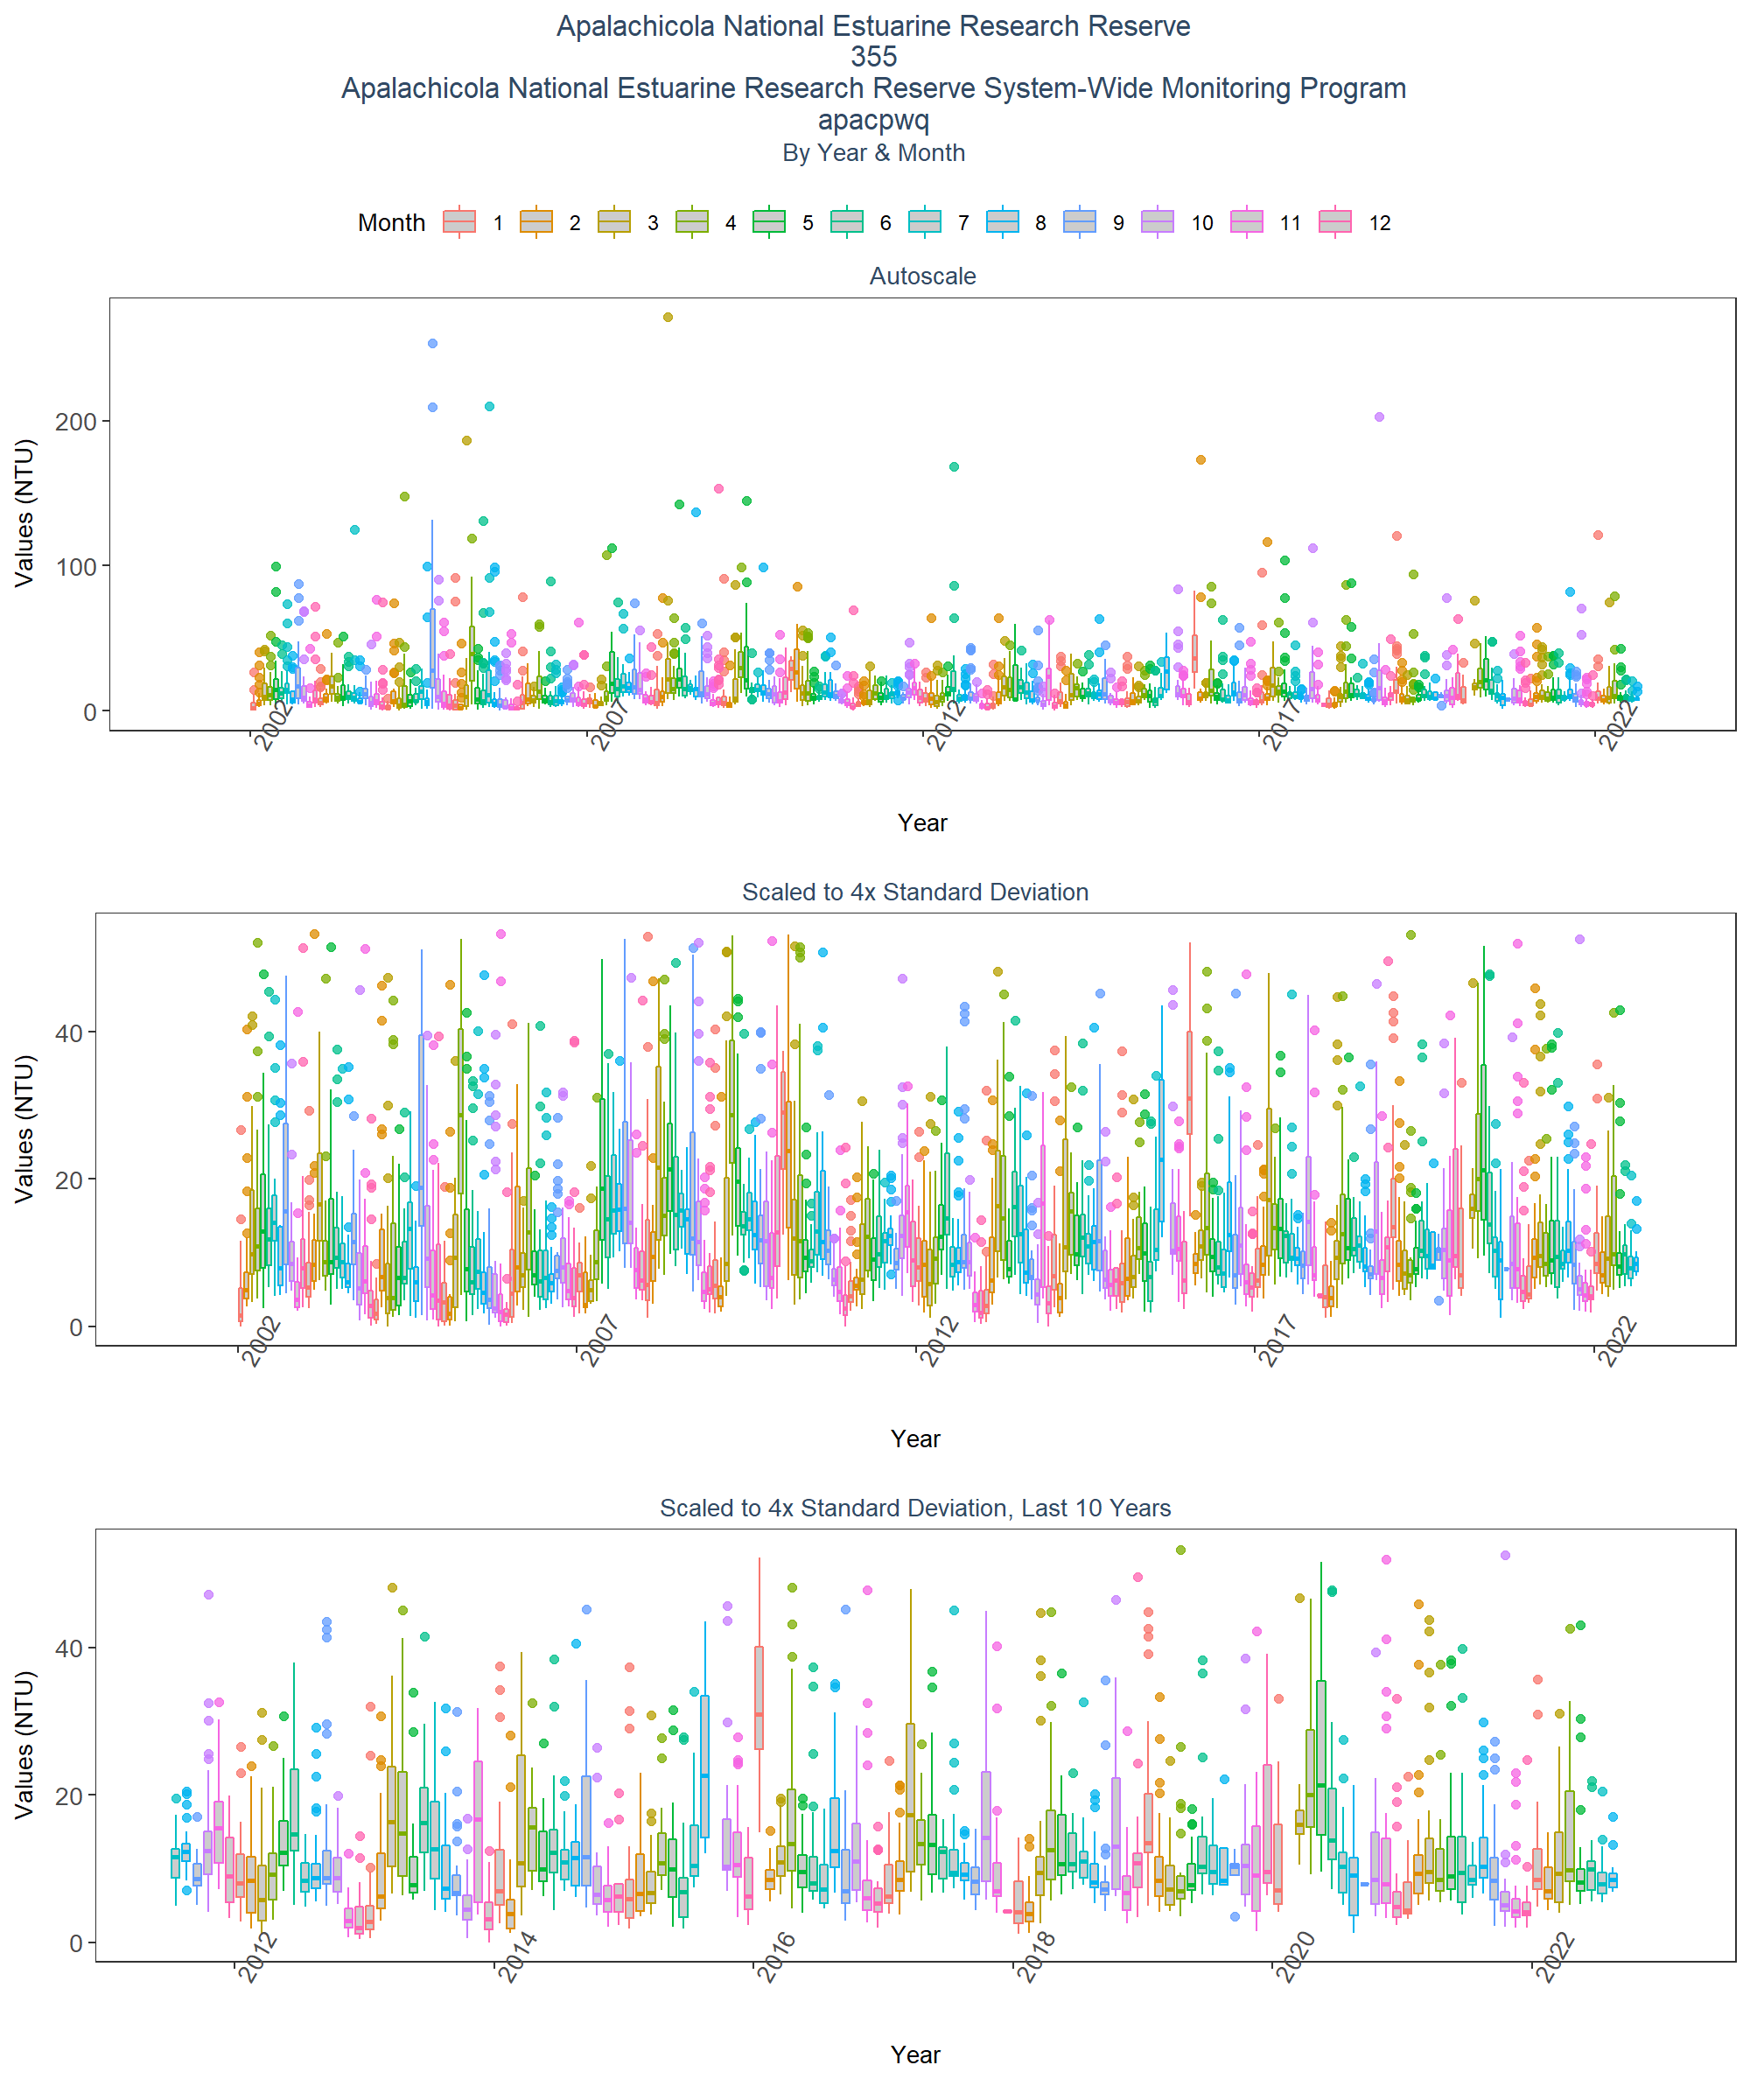 Apalachicola National Estuarine Research Reserve
355
Apalachicola National Estuarine Research Reserve System-Wide Monitoring Program
apacpwq
By Year & Month
Month 1 2 3 4 5 6 7 8 9 10 11 12
Autoscale
Values (NTU)
200
100
0
2002 2007 2012 2017 2022
Year
Scaled to 4x Standard Deviation
Values (NTU)
40
20
0
2002 2007 2012 2017 2022
Year
Scaled to 4x Standard Deviation, Last 10 Years
Values (NTU)
40
20
0
2012 2014 2016 2018 2020 2022
Year